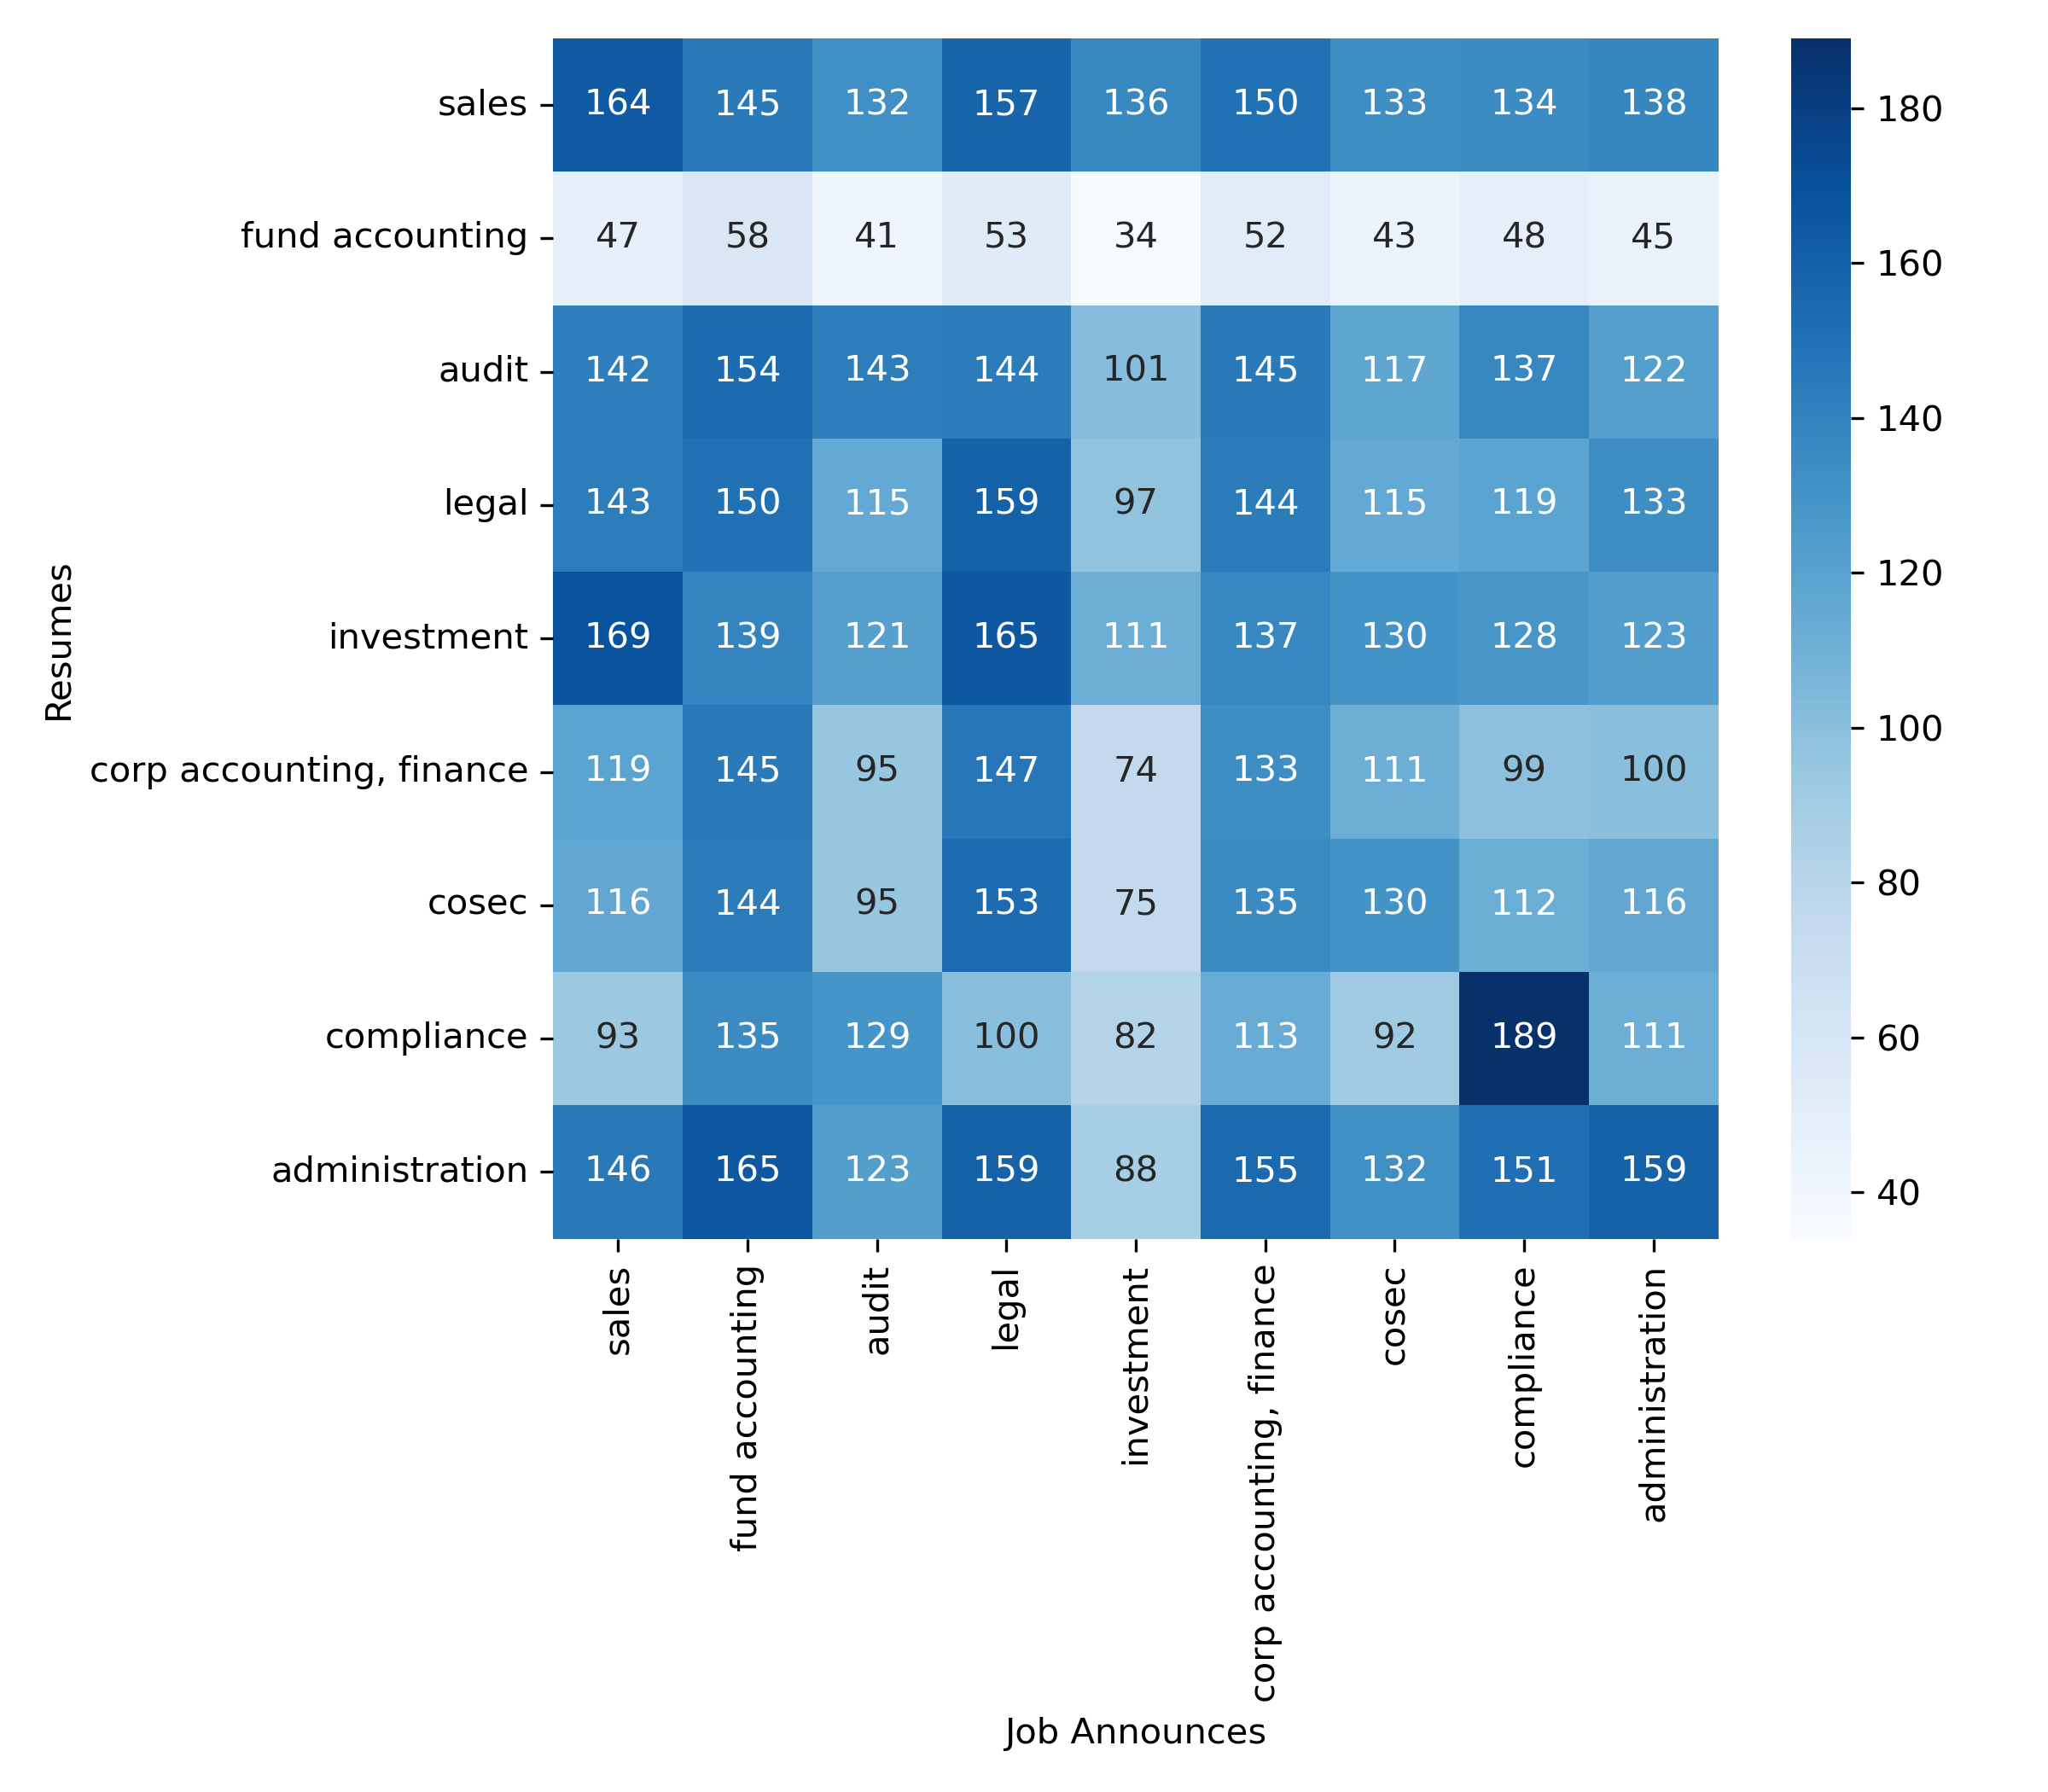 sales 164 145 132 157 136 150 133 134 138
fund accounting 47 58 41 53 34 52 43 48 45
audit 142 154 143 144 101 145 117 137 122
legal 143 150 115 159 97 144 115 119 133
investment 169 139 121 165 111 137 130 128 123
corp accounting, finance 119 145 95 147 74 133 111 99 100
cosec 116 144 95 153 75 135 130 112 116
compliance 93 135 129 100 82 113 92 189 111
administration 146 165 123 159 88 155 132 151 159
Resumes
sales
fund accounting
audit
legal
investment
corp accounting, finance
cosec
compliance
administration
Job Announces
180
160
140
120
100
80
60
40